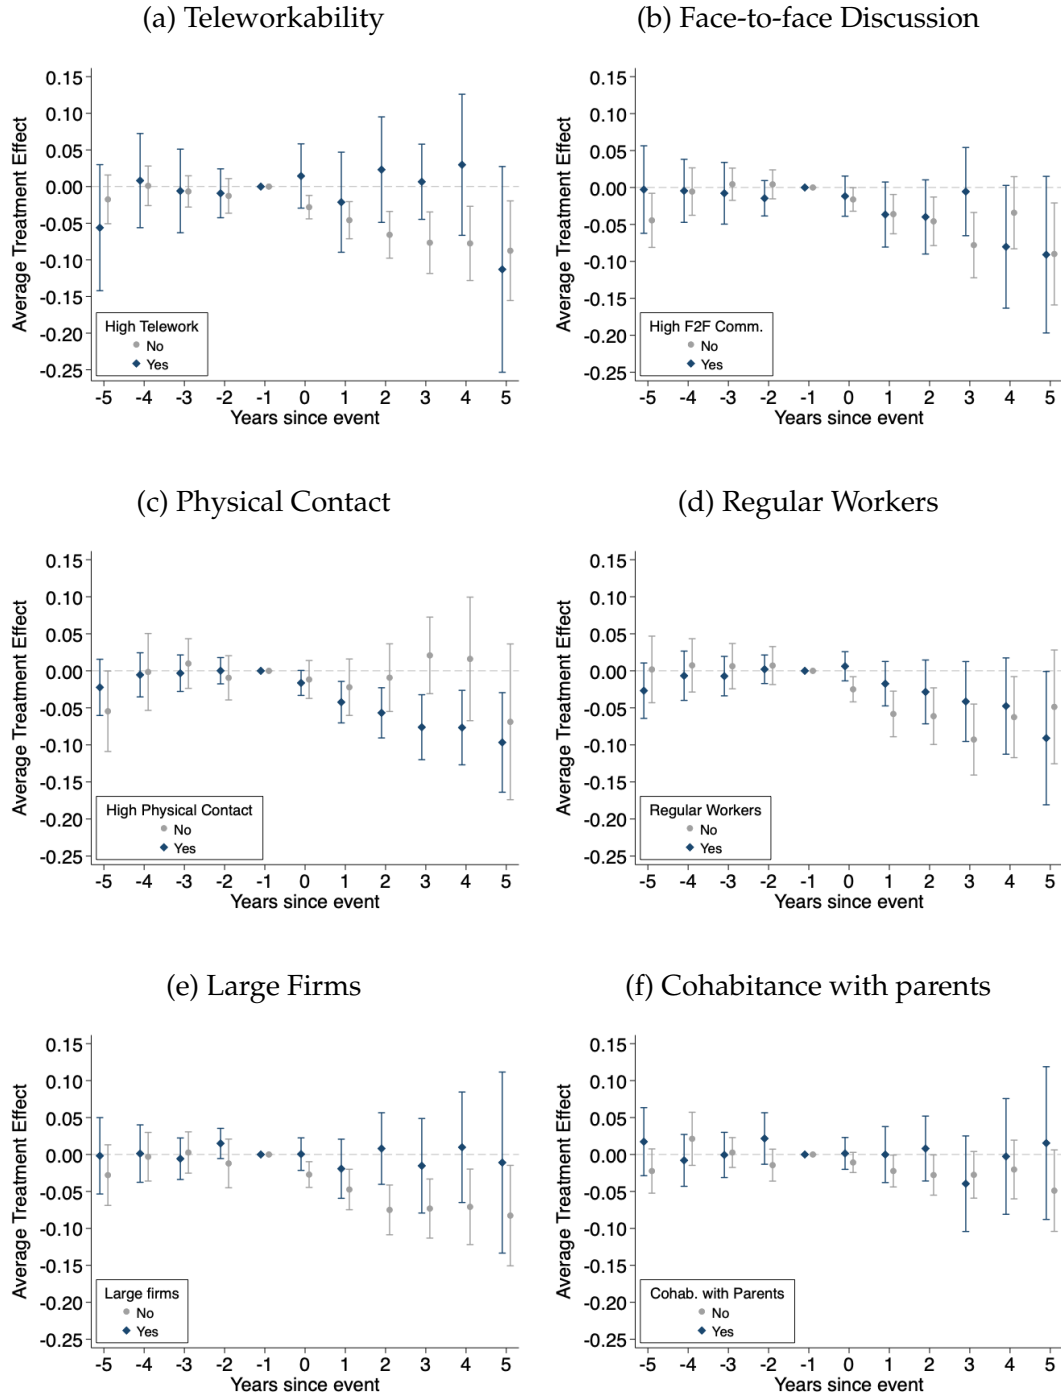 (a) Teleworkability
Average Treatment Effect
0.15
0.10
0.05
0.00
-0.05
-0.10
-0.15
-0.20
-0.25
High Telework
No
Yes
-5 -4 -3 -2 -1 0 1 2 3 4 5
Years since event
(b) Face-to-face Discussion
Average Treatment Effect
0.15
0.10
0.05
0.00
-0.05
-0.10
-0.15
-0.20
-0.25
High F2F Comm.
No
Yes
-5 -4 -3 -2 -1 0 1 2 3 4 5
Years since event
(c) Physical Contact
Average Treatment Effect
0.15
0.10
0.05
0.00
-0.05
-0.10
-0.15
-0.20
-0.25
High Physical Contact
No
Yes
-5 -4 -3 -2 -1 0 1 2 3 4 5
Years since event
(d) Regular Workers
Average Treatment Effect
0.15
0.10
0.05
0.00
-0.05
-0.10
-0.15
-0.20
-0.25
Regular Workers
No
Yes
-5 -4 -3 -2 -1 0 1 2 3 4 5
Years since event
(e) Large Firms
Average Treatment Effect
0.15
0.10
0.05
0.00
-0.05
-0.10
-0.15
-0.20
-0.25
Large firms
No
Yes
-5 -4 -3 -2 -1 0 1 2 3 4 5
Years since event
(f) Cohabitance with parents
Average Treatment Effect
0.15
0.10
0.05
0.00
-0.05
-0.10
-0.15
-0.20
-0.25
Cohab. with Parents
No
Yes
-5 -4 -3 -2 -1 0 1 2 3 4 5
Years since event